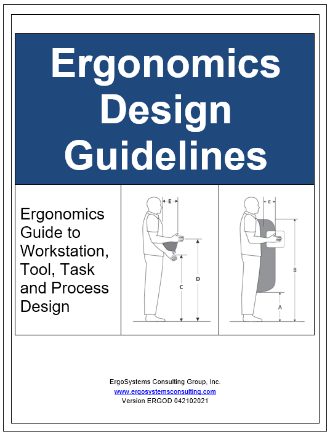 Ergonomics
Design
Guidelines
Ergonomics
Guide to
Workstation,
Tool, Task
and Process
Design
E
D
C
E
B
A
ErgoSystems Consulting Group, Inc.
www.ergosystemsconsulting.com
Version ERGOD 042102021